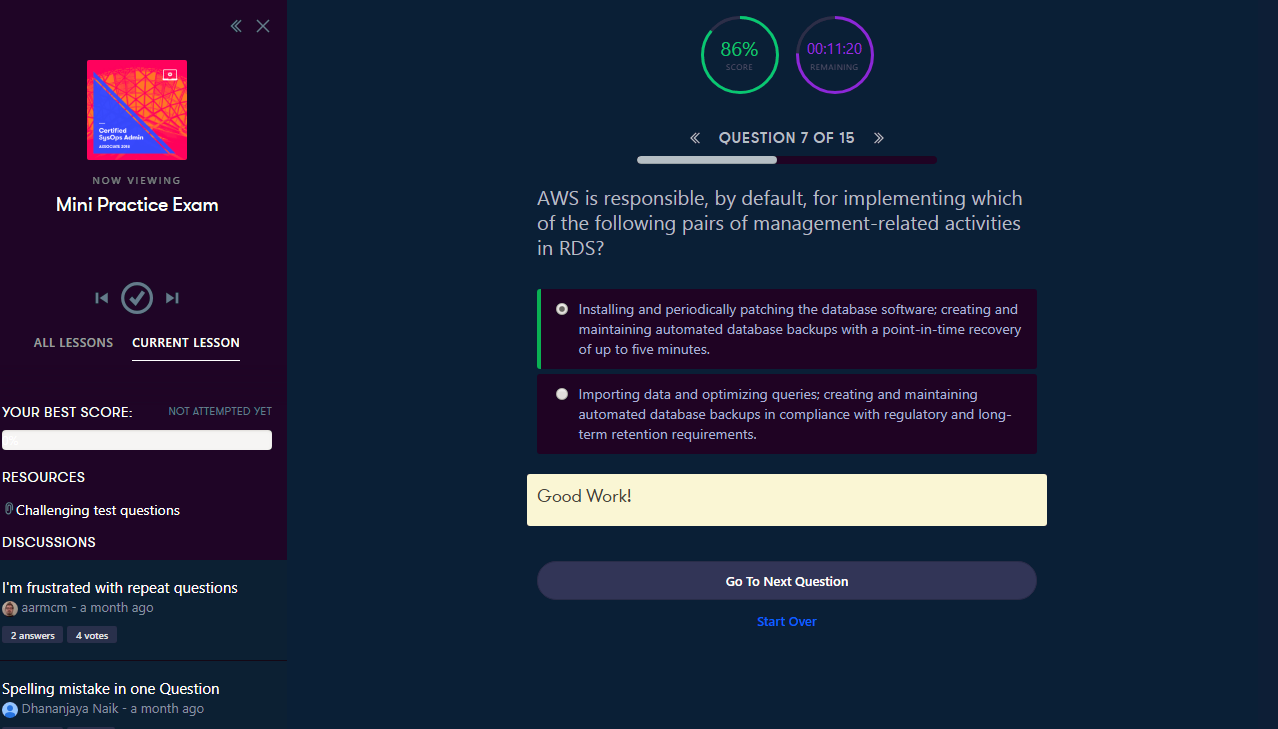 Certified
SysOps Admin
ASSOCIATE 2018
NOW VIEWING
Mini Practice Exam
ALL LESSONS
CURRENT LESSON
YOUR BEST SCORE:
NOT ATTEMPTED YET
RESOURCES
Challenging test questions
DISCUSSIONS
I'm frustrated with repeat questions
aarmcm - a month ago
2 answers
4 votes
Spelling mistake in one Question
Dhananjaya Naik - a month ago
86%
SCORE
00:11:20
REMAINING
QUESTION 7 OF 15
AWS is responsible, by default, for implementing which
of the following pairs of management-related activities
in RDS?
Installing and periodically patching the database software; creating and
maintaining automated database backups with a point-in-time recovery
of up to five minutes.
Importing data and optimizing queries; creating and maintaining
automated database backups in compliance with regulatory and long-
term retention requirements.
Good Work!
Go To Next Question
Start Over